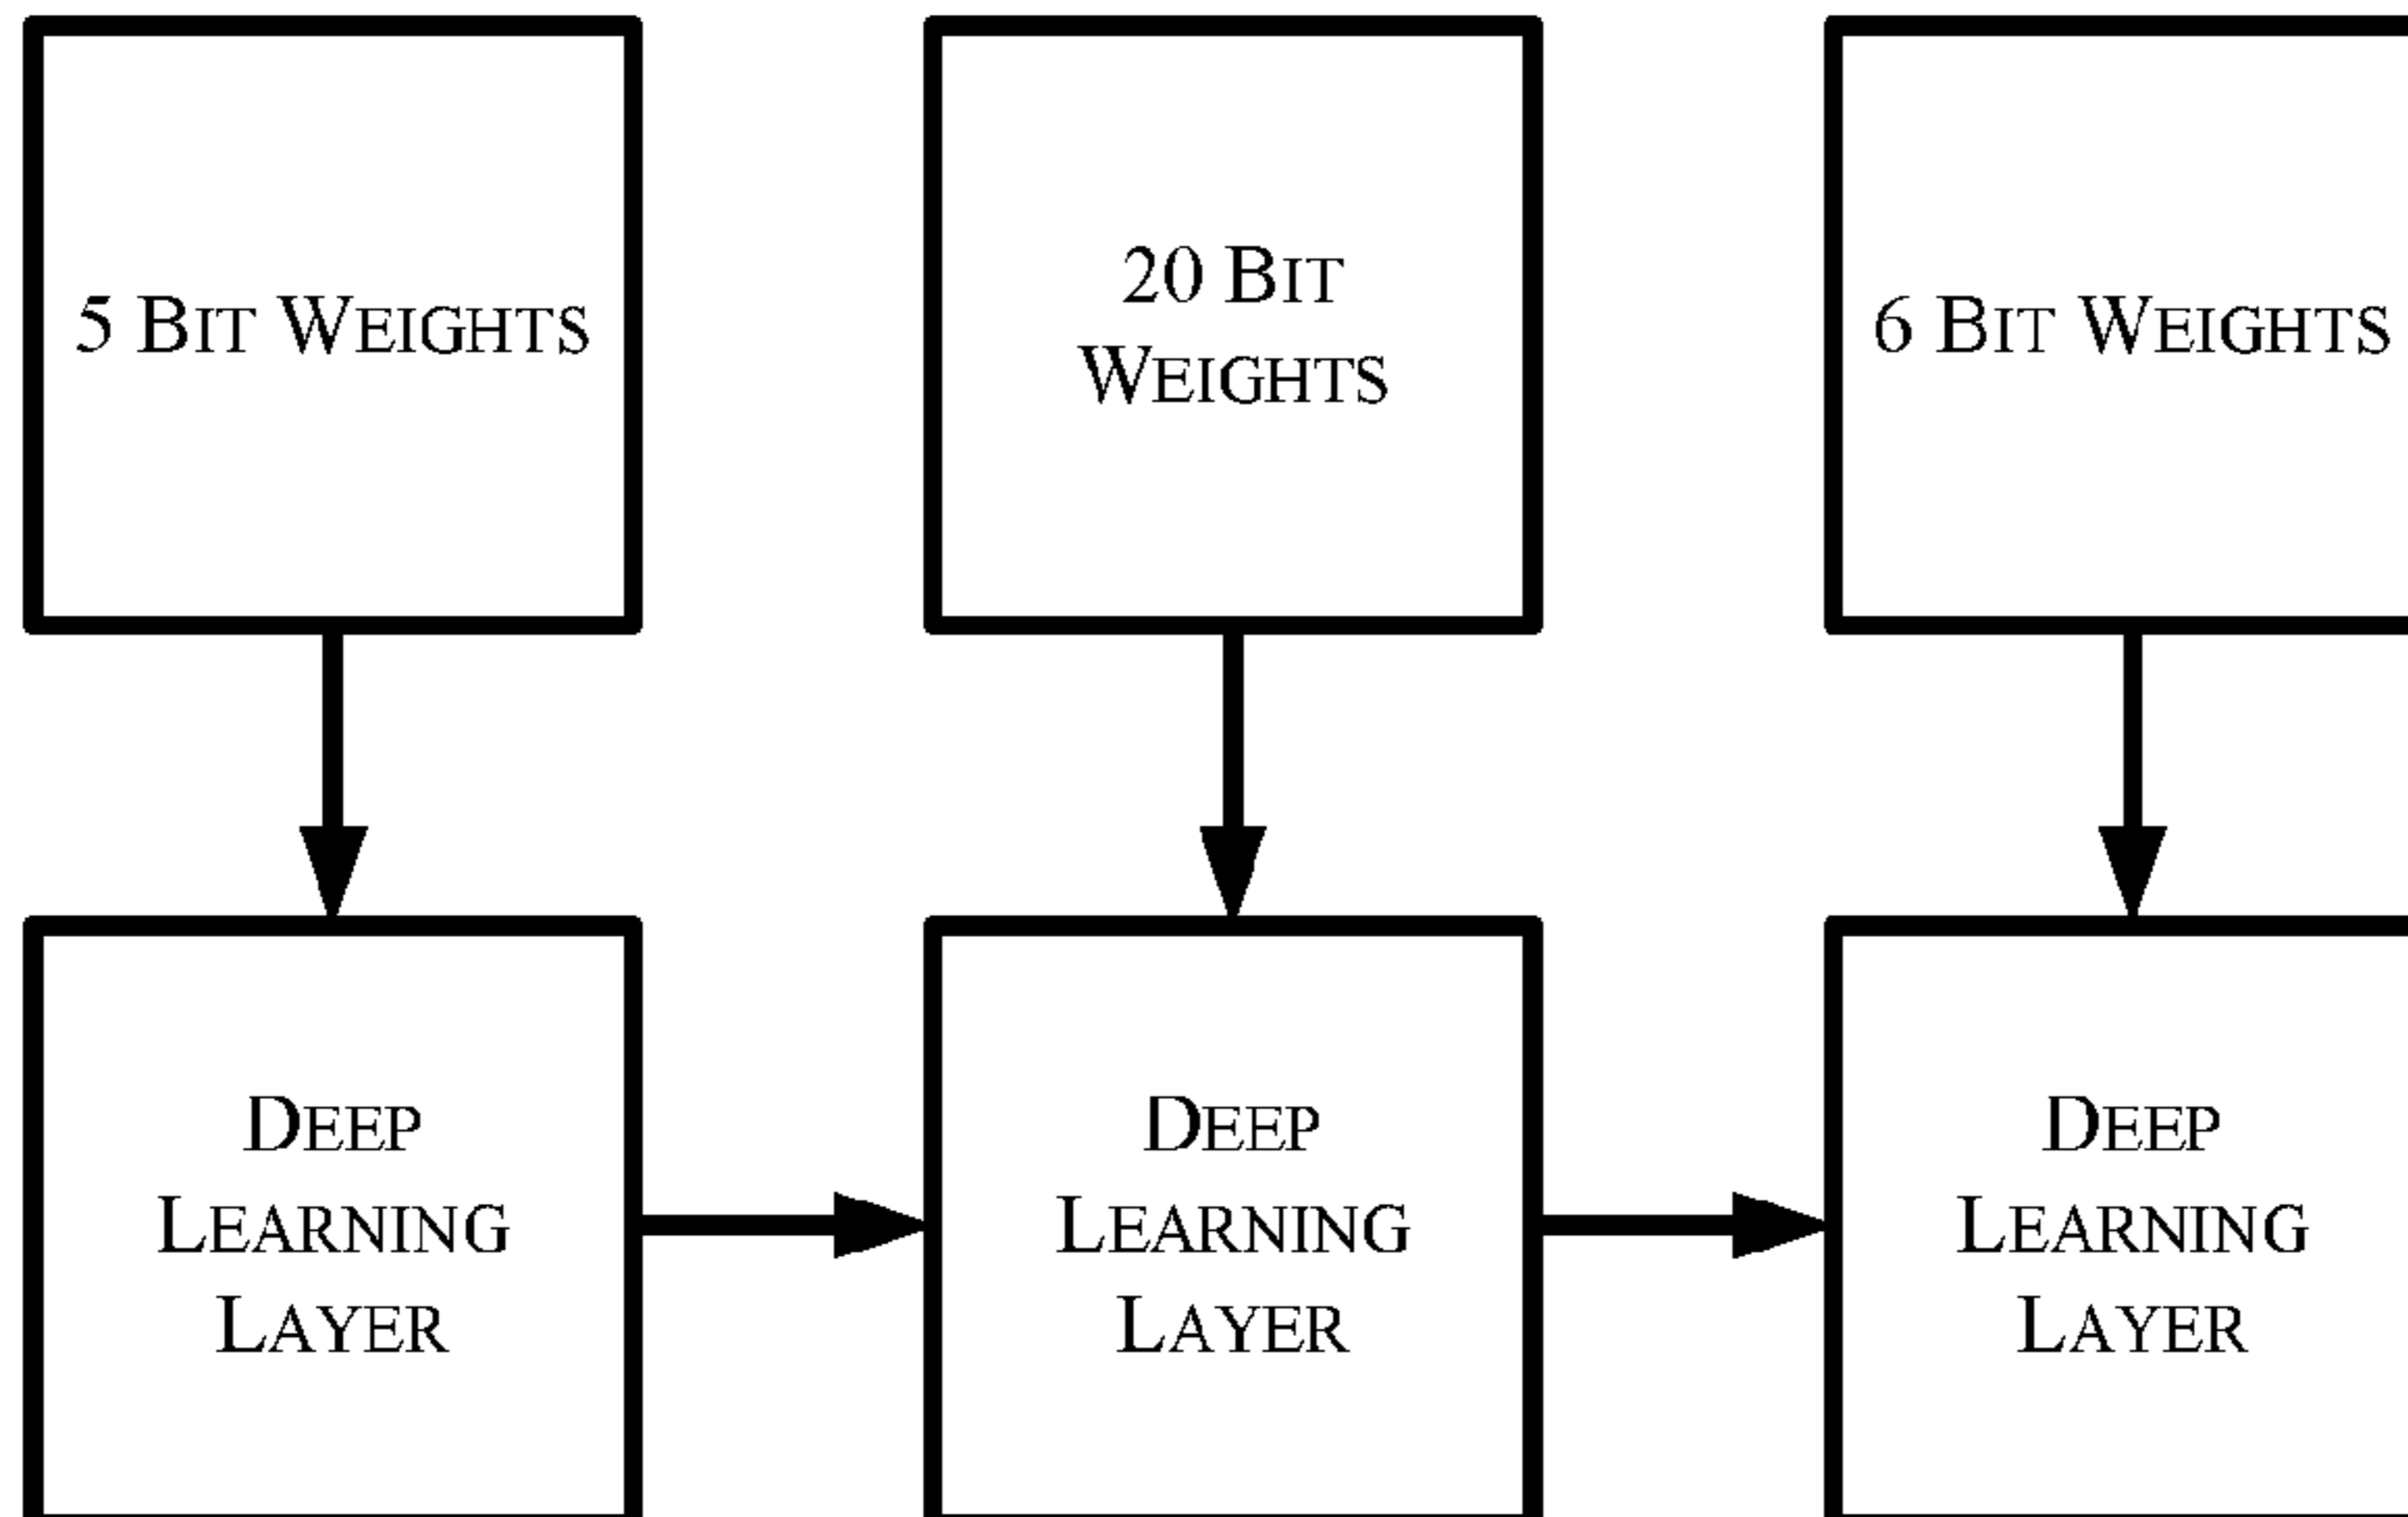 5 BIT WEIGHTS
20 BIT
WEIGHTS
6 BIT WEIGHTS
DEEP
LEARNING
LAYER
DEEP
LEARNING
LAYER
DEEP
LEARNING
LAYER